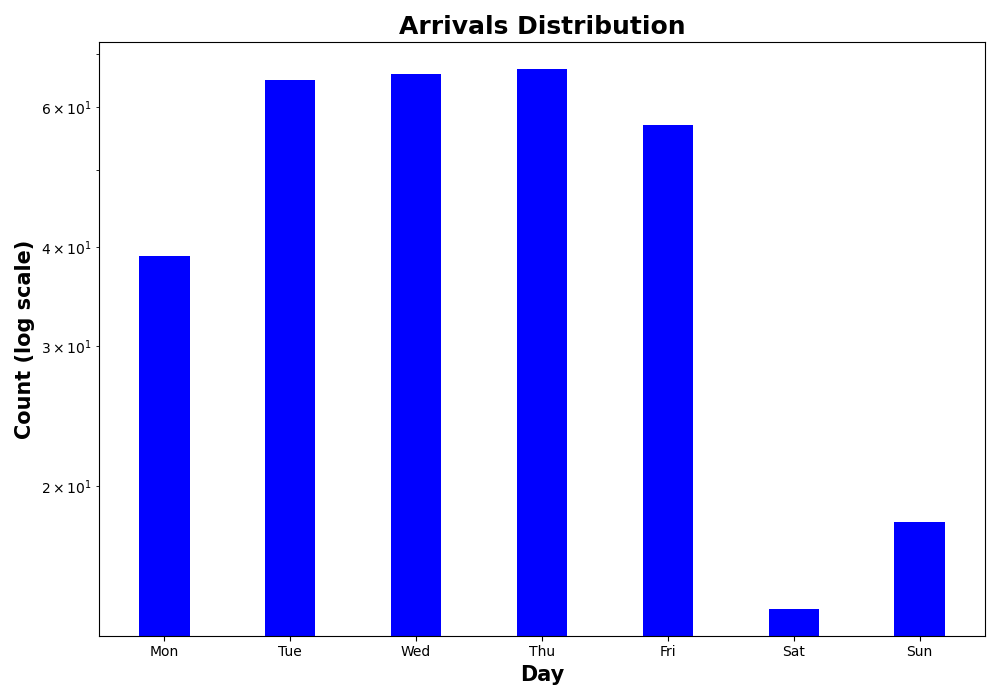 Arrivals Distribution
6 × 10¹
4 × 10¹
3 × 10¹
2 × 10¹
Count (log scale)
Mon Tue Wed Thu Fri Sat Sun
Day